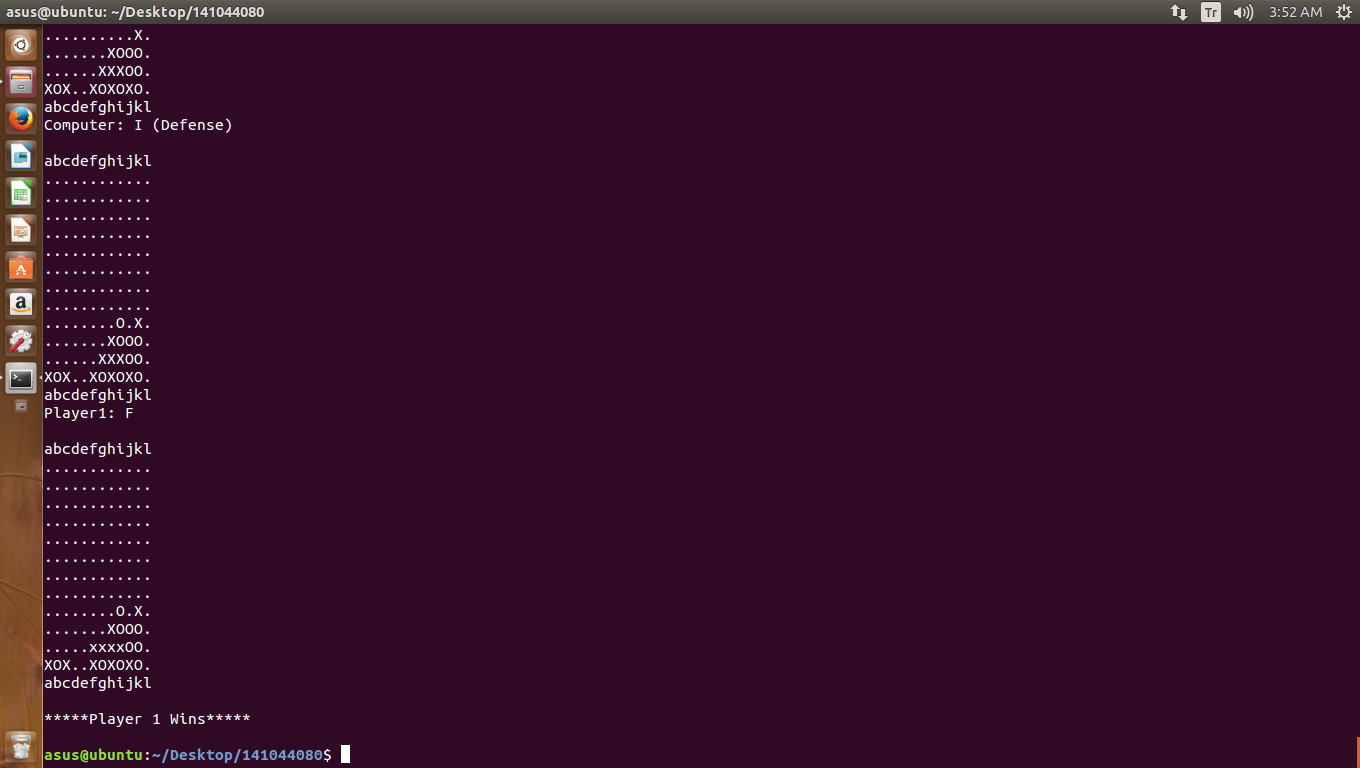 asus@ubuntu: ~/Desktop/141044080
Tr
3:52 AM
..........X.
.......XOOO.
......XXXOO.
XOX..XOXOXO.
abcdefghijkl
Computer: I (Defense)
abcdefghijkl
............
............
............
............
............
............
............
............
........O.X.
.......XOOO.
......XXXOO.
XOX..XOXOXO.
abcdefghijkl
Player1: F
abcdefghijkl
............
............
............
............
............
............
............
............
........O.X.
.......XOOO.
.....xxxxOO.
XOX..XOXOXO.
abcdefghijkl
*****Player 1 Wins*****
asus@ubuntu:~/Desktop/141044080$